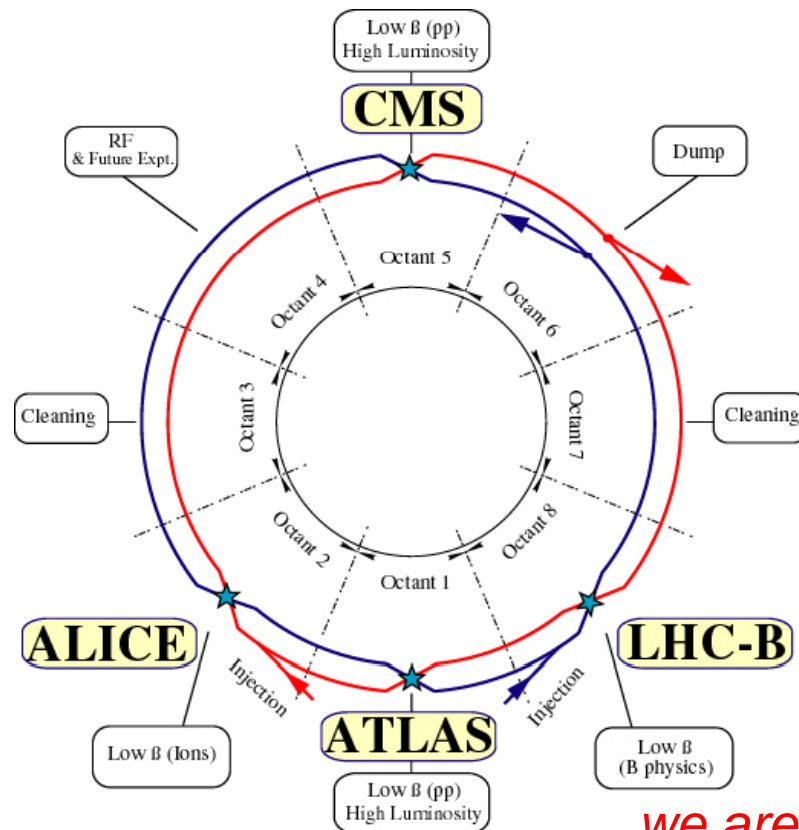 Low ß (pp)
High Luminosity
CMS
RF
& Future Expt.
Dump
Octant 5
Octant 4
Octant 6
Cleaning
Octant 3
Octant 7
Cleaning
Octant 2
Octant 8
Octant 1
ALICE
LHC-B
Injection
Injection
ATLAS
Low ß (Ions)
Low ß
(B physics)
Low ß (pp)
High Luminosity
we are